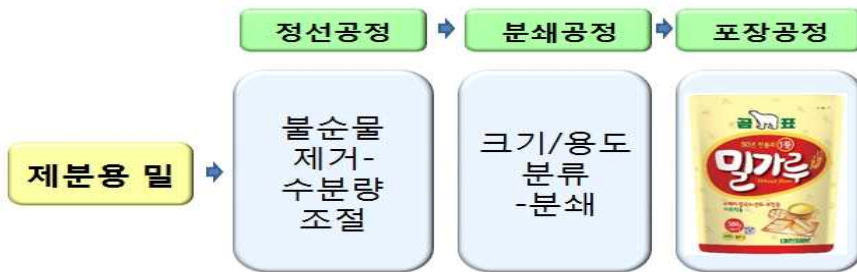 정선공정
분쇄공정
포장공정
제분용 밀
불순물
제거-
수분량
조절
크기/용도
분류
-분쇄
곰표
밀가루